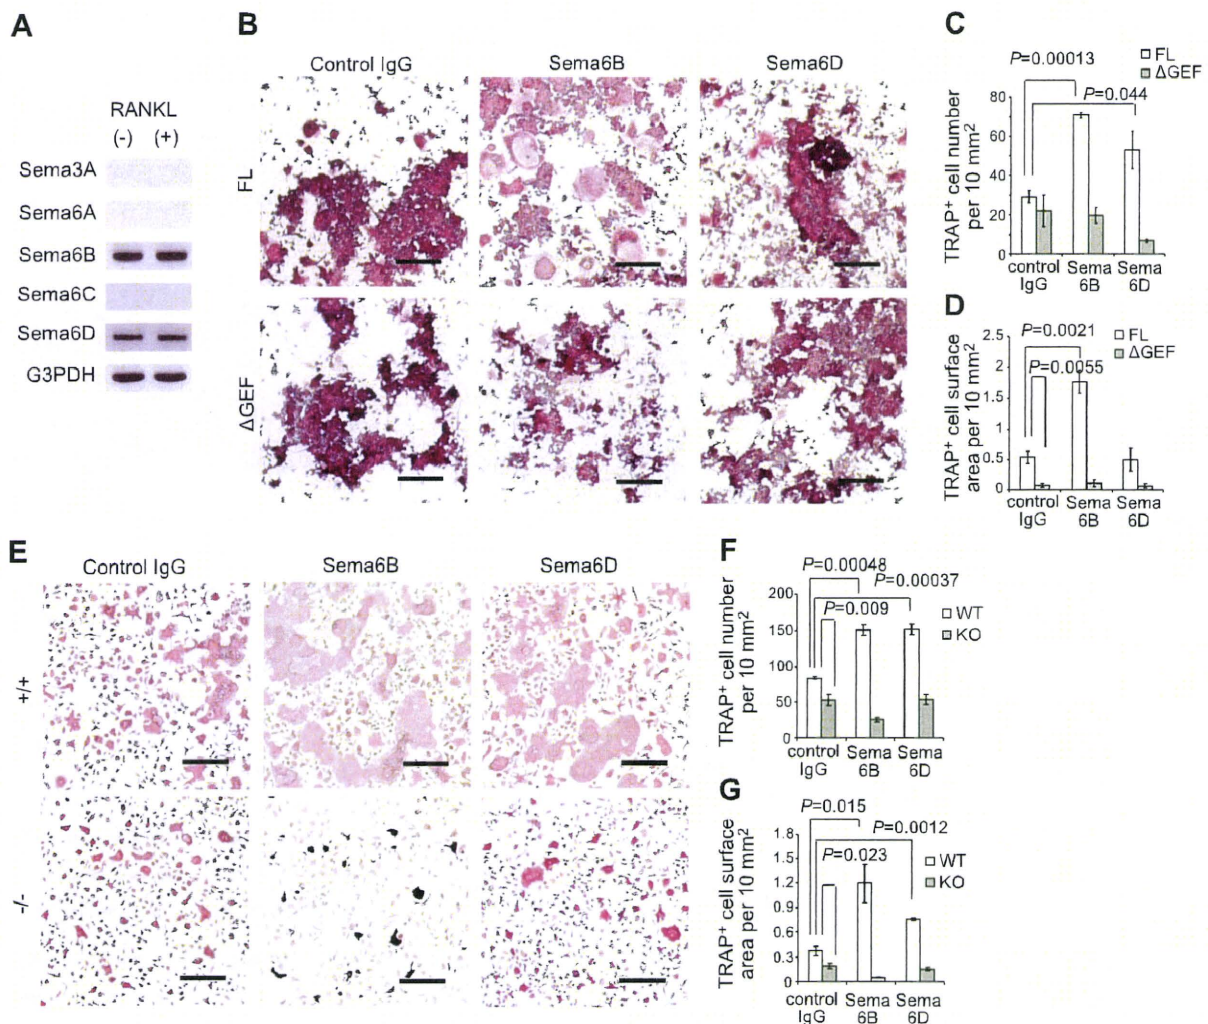 A
RANKL
(-) (+)
Sema3A
Sema6A
Sema6B
Sema6C
Sema6D
G3PDH
B
Control IgG Sema6B Sema6D
FL
ΔGEF
C
P=0.00013
FL
ΔGEF
P=0.044
TRAP⁺ cell number
per 10 mm²
80
60
40
20
0
control Sema Sema
IgG 6B 6D
D
P=0.0021
FL
ΔGEF
P=0.0055
TRAP⁺ cell surface
area per 10 mm²
2.5
2
1.5
1
0.5
0
control Sema Sema
IgG 6B 6D
E
Control IgG Sema6B Sema6D
+/+
-/-
F
P=0.00048
P=0.00037
P=0.009
WT
KO
TRAP⁺ cell number
per 10 mm²
200
150
100
50
0
control Sema Sema
IgG 6B 6D
G
P=0.015
P=0.0012
P=0.023
WT
KO
TRAP⁺ cell surface
area per 10 mm²
1.8
1.5
1.2
0.9
0.6
0.3
0
control Sema Sema
IgG 6B 6D